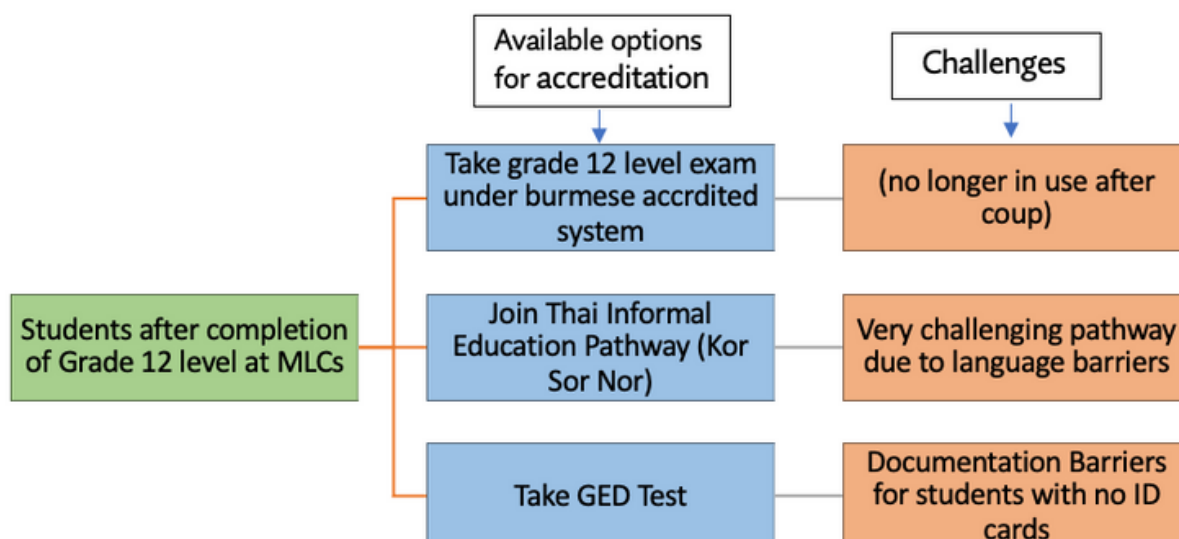 Available options
for accreditation
Challenges
Take grade 12 level exam
under burmese accrdited
system
(no longer in use after
coup)
Students after completion
of Grade 12 level at MLCs
Join Thai Informal
Education Pathway (Kor
Sor Nor)
Very challenging pathway
due to language barriers
Take GED Test
Documentation Barriers
for students with no ID
cards